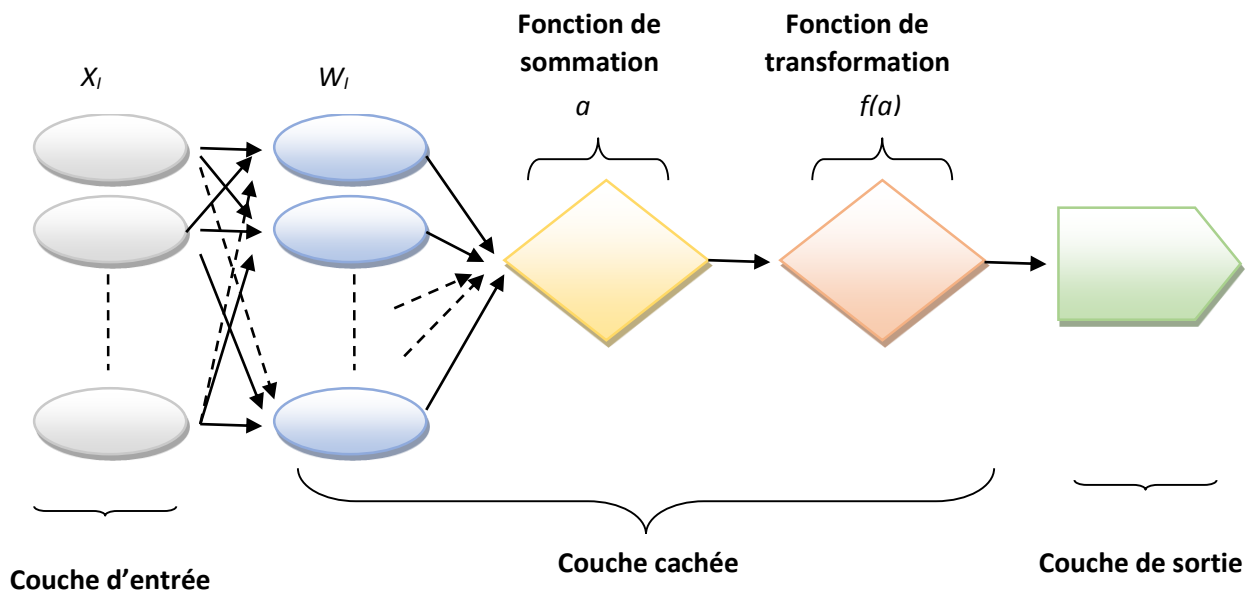 Fonction de
sommation
Fonction de
transformation
X_I
W_I
a
f(a)
Couche d’entrée
Couche cachée
Couche de sortie